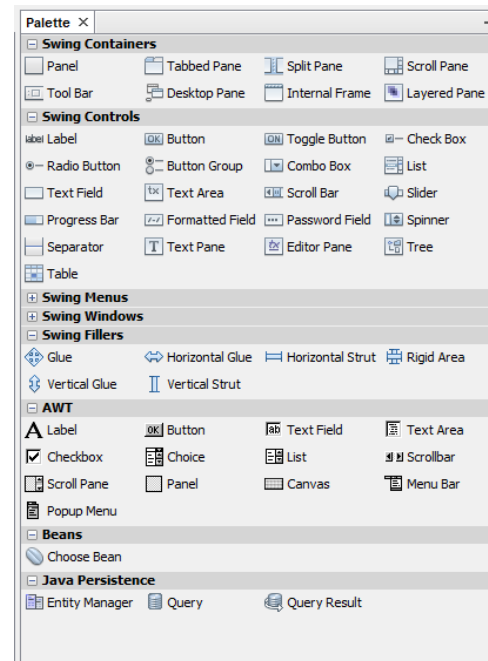 Palette ×
Swing Containers
Panel Tabbed Pane Split Pane Scroll Pane
Tool Bar Desktop Pane Internal Frame Layered Pane
Swing Controls
label Label OK Button ON Toggle Button Check Box
Radio Button Button Group Combo Box List
Text Field tx Text Area Scroll Bar Slider
Progress Bar Formatted Field Password Field Spinner
Separator T Text Pane Editor Pane Tree
Table
Swing Menus
Swing Windows
Swing Fillers
Glue Horizontal Glue Horizontal Strut Rigid Area
Vertical Glue Vertical Strut
AWT
A Label OK Button ab Text Field Text Area
Checkbox Choice List Scrollbar
Scroll Pane Panel Canvas Menu Bar
Popup Menu
Beans
Choose Bean
Java Persistence
Entity Manager Query Query Result